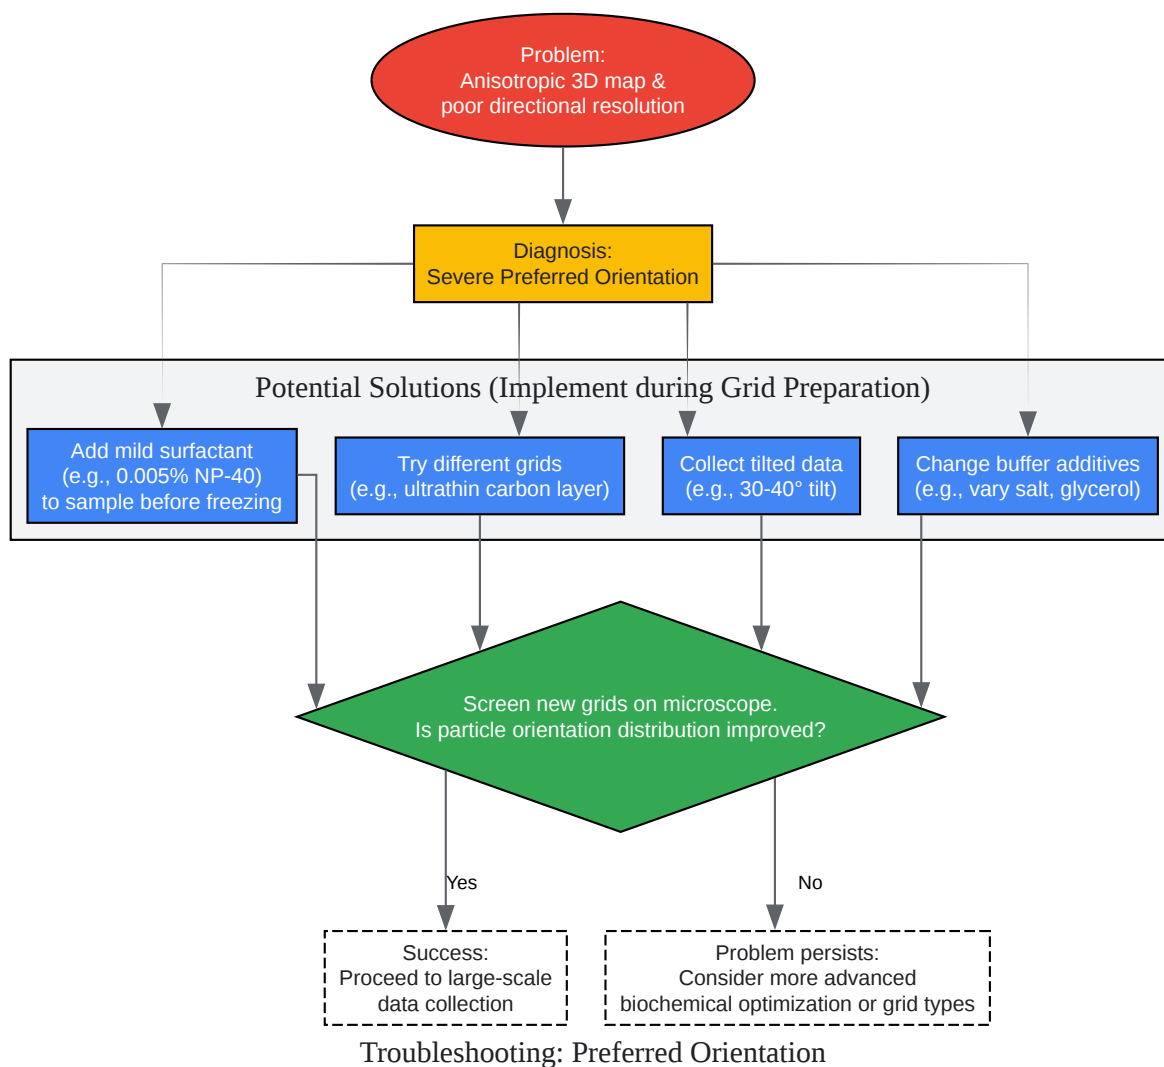 Problem:
Anisotropic 3D map &
poor directional resolution
Diagnosis:
Severe Preferred Orientation
Potential Solutions (Implement during Grid Preparation)
Add mild surfactant
(e.g., 0.005% NP-40)
to sample before freezing
Try different grids
(e.g., ultrathin carbon layer)
Collect tilted data
(e.g., 30-40° tilt)
Change buffer additives
(e.g., vary salt, glycerol)
Screen new grids on microscope.
Is particle orientation distribution improved?
Yes
No
Success:
Proceed to large-scale
data collection
Problem persists:
Consider more advanced
biochemical optimization or grid types
Troubleshooting: Preferred Orientation